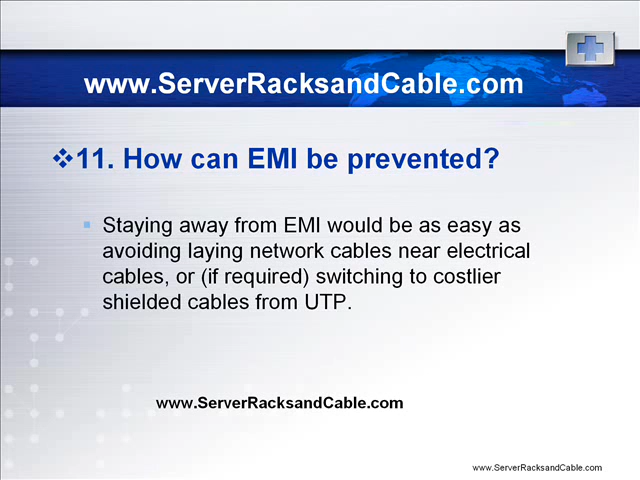 www.ServerRacksandCable.com
❖11. How can EMI be prevented?
▪ Staying away from EMI would be as easy as
avoiding laying network cables near electrical
cables, or (if required) switching to costlier
shielded cables from UTP.
www.ServerRacksandCable.com
www.ServerRacksandCable.com